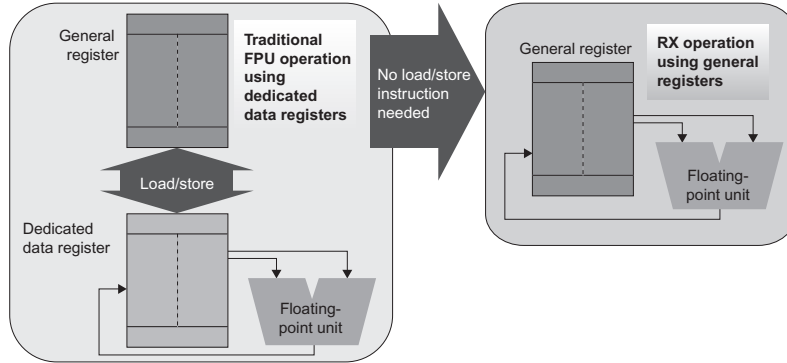 General
register
Traditional
FPU operation
using
dedicated
data registers
Load/store
Dedicated
data register
Floating-
point unit
No load/store
instruction
needed
General register
RX operation
using general
registers
Floating-
point unit